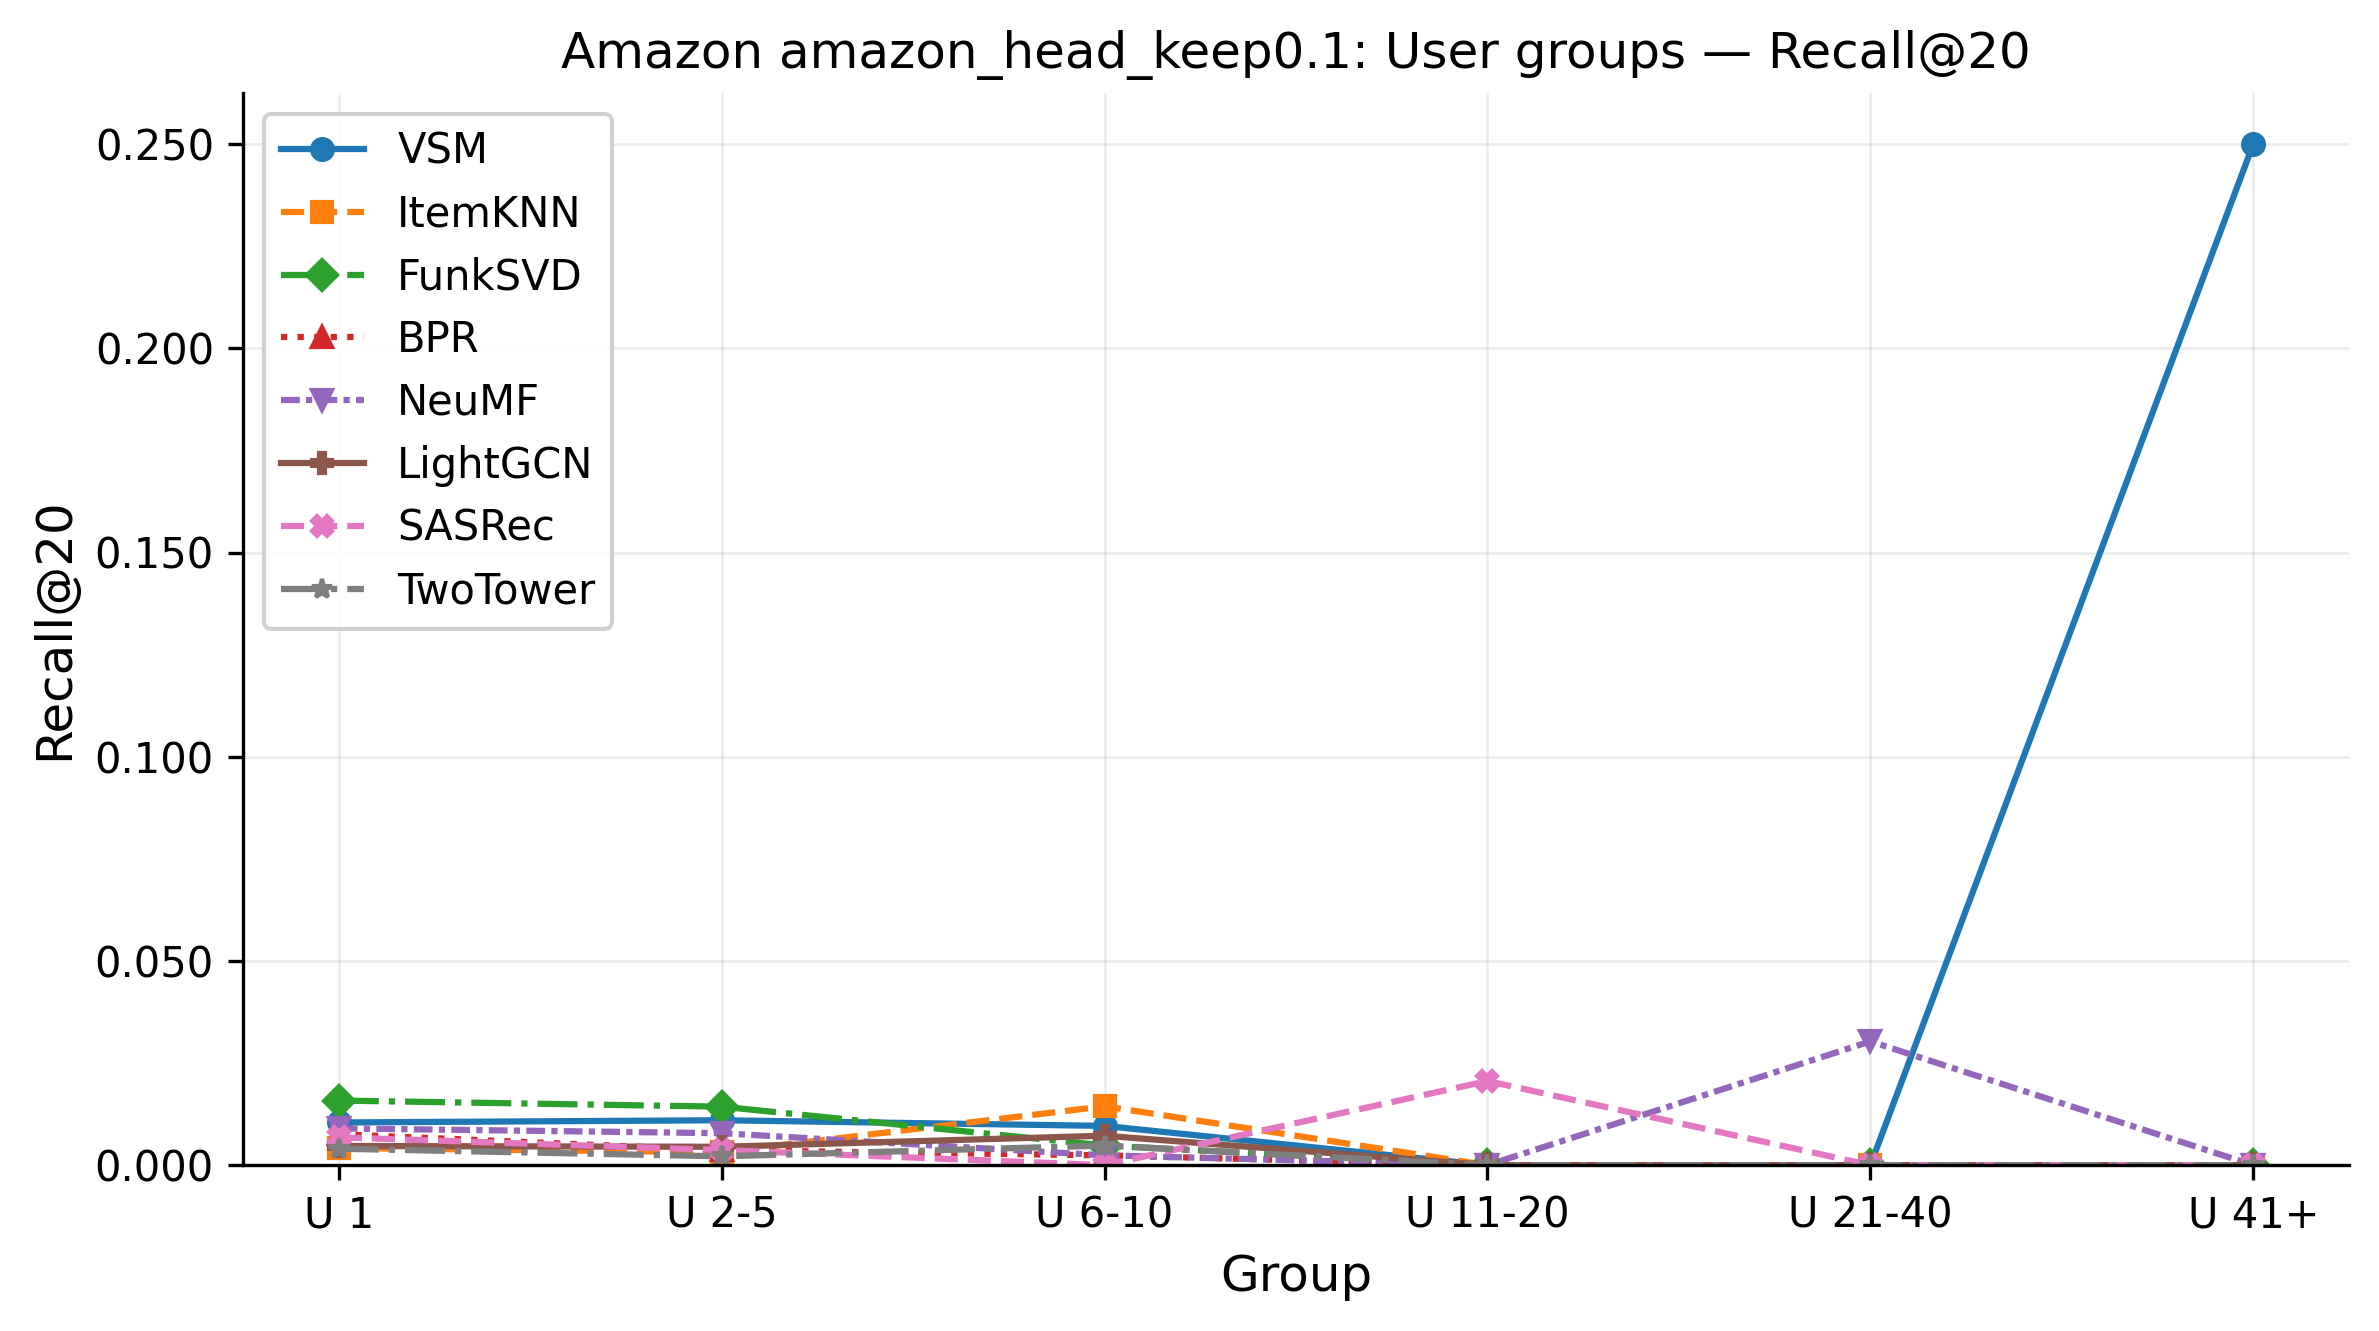 Amazon amazon_head_keep0.1: User groups — Recall@20
VSM
ItemKNN
FunkSVD
BPR
NeuMF
LightGCN
SASRec
TwoTower
Recall@20
0.250
0.200
0.150
0.100
0.050
0.000
U 1
U 2-5
U 6-10
U 11-20
U 21-40
U 41+
Group